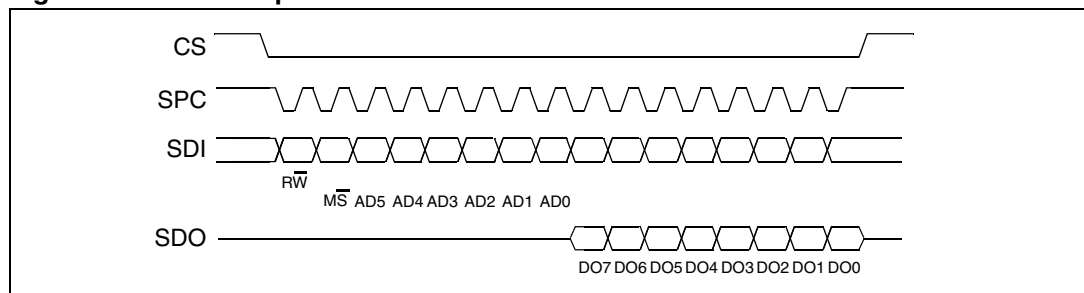 CS
SPC
SDI
RW̅
MS̅ AD5 AD4 AD3 AD2 AD1 AD0
SDO
DO7 DO6 DO5 DO4 DO3 DO2 DO1 DO0